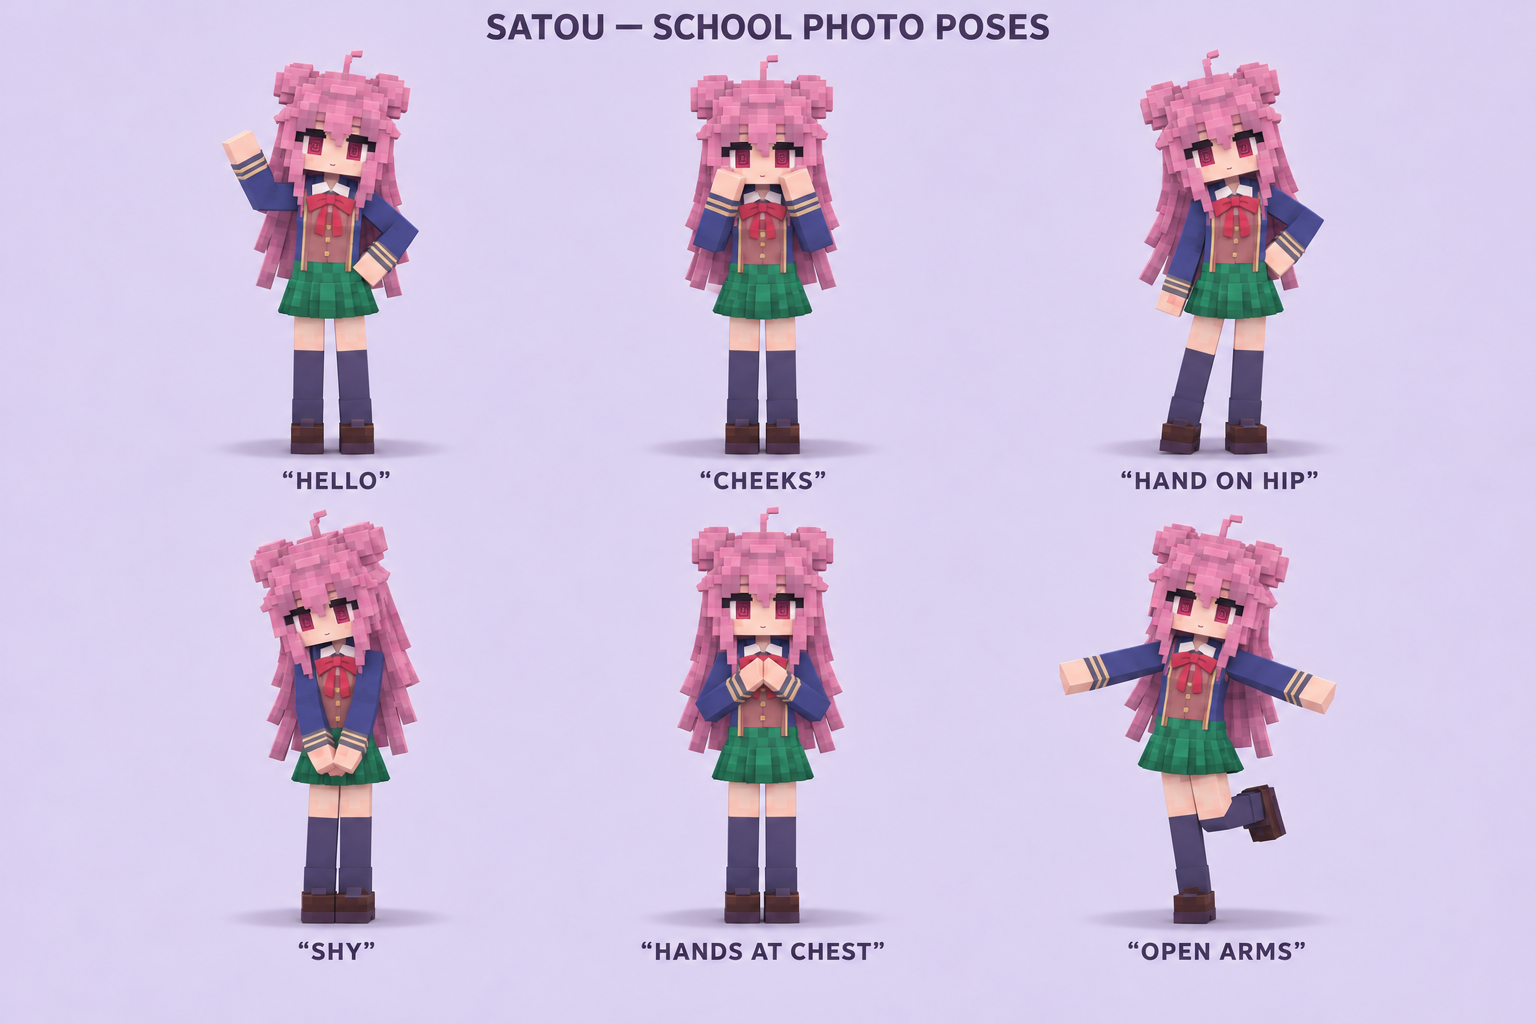 SATOU — SCHOOL PHOTO POSES
“HELLO”
“CHEEKS”
“HAND ON HIP”
“SHY”
“HANDS AT CHEST”
“OPEN ARMS”